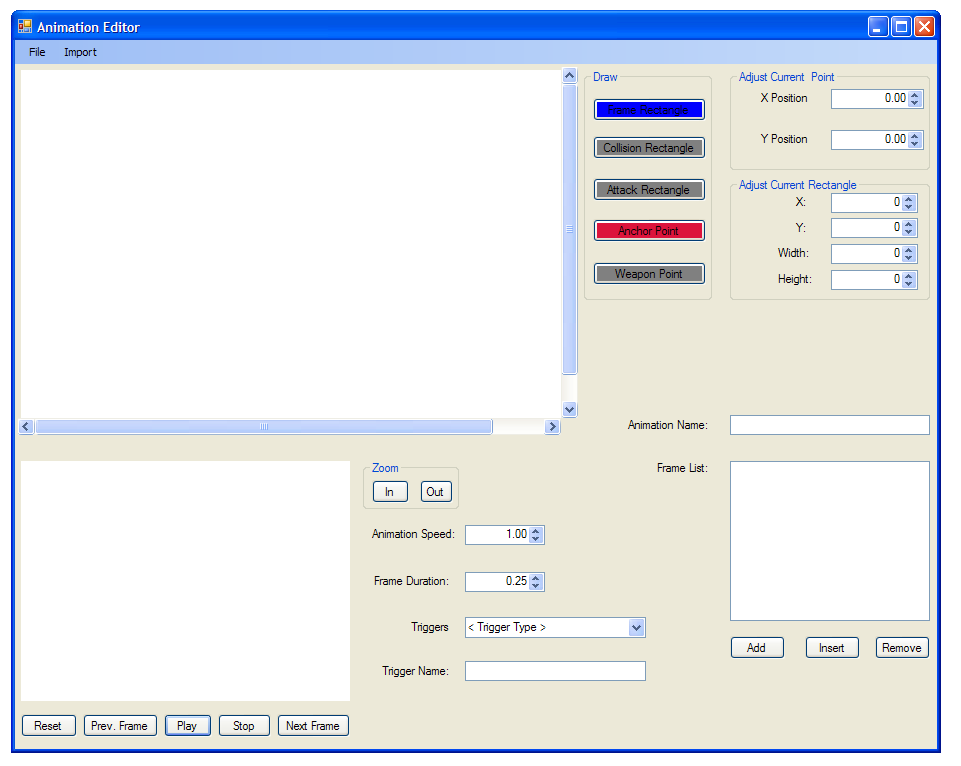 Animation Editor
File Import
Draw
Frame Rectangle
Collision Rectangle
Attack Rectangle
Anchor Point
Weapon Point
Adjust Current Point
X Position 0.00
Y Position 0.00
Adjust Current Rectangle
X: 0
Y: 0
Width: 0
Height: 0
Animation Name:
Frame List:
Zoom
In Out
Animation Speed: 1.00
Frame Duration: 0.25
Triggers < Trigger Type >
Trigger Name:
Add Insert Remove
Reset Prev. Frame Play Stop Next Frame